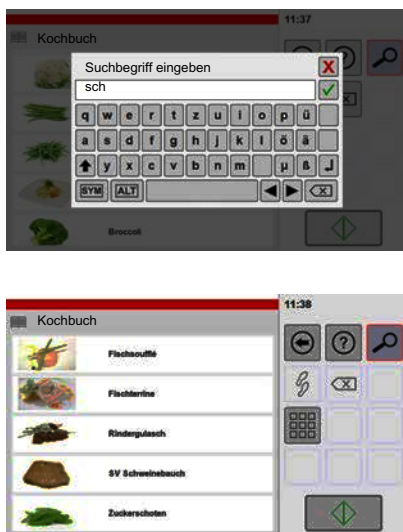 11:37
Kochbuch
Suchbegriff eingeben
X
sch
q w e r t z u i o p ü
a s d f g h j k l ö ä
y x c v b n m µ ß
SYM ALT
Broccoli
11:38
Kochbuch
?
Fischsoufflé
Fischterrine
Rindergulasch
SV Schweinebauch
Zuckerschoten